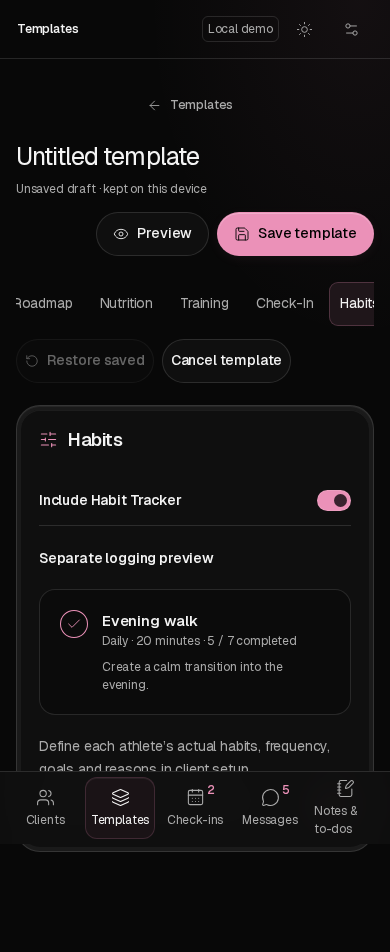 Templates
Local demo
Templates
Untitled template
Unsaved draft · kept on this device
Preview
Save template
Roadmap
Nutrition
Training
Check-In
Habits
Restore saved
Cancel template
Habits
Include Habit Tracker
Separate logging preview
Evening walk
Daily · 20 minutes · 5 / 7 completed
Create a calm transition into the
evening.
Define each athlete's actual habits, frequency,
goals and reasons in client setup.
Clients
Templates
2
Check-ins
5
Messages
Notes &
to-dos